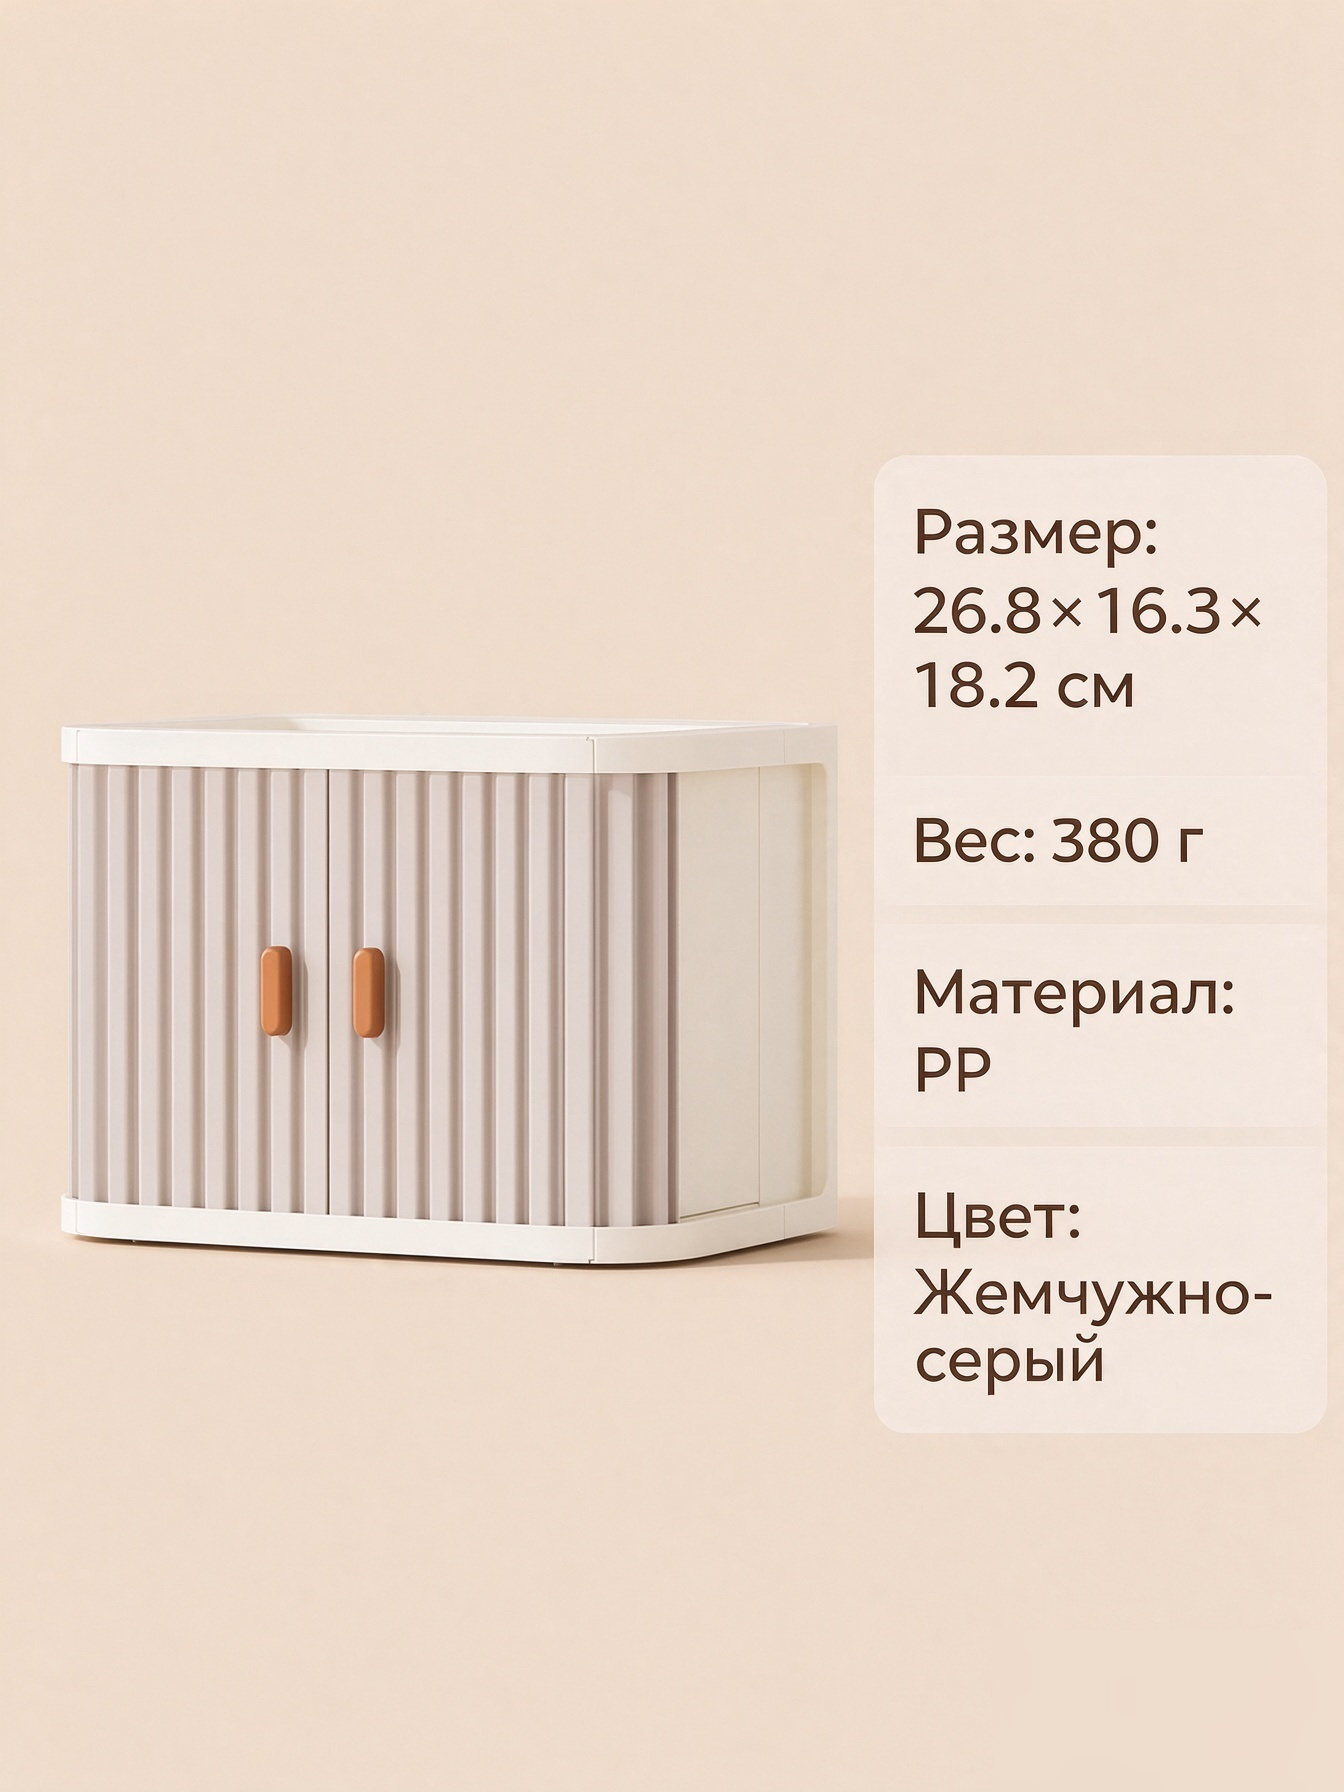 Размер:
26.8×16.3×
18.2 см
Вес: 380 г
Материал:
PP
Цвет:
Жемчужно-
серый